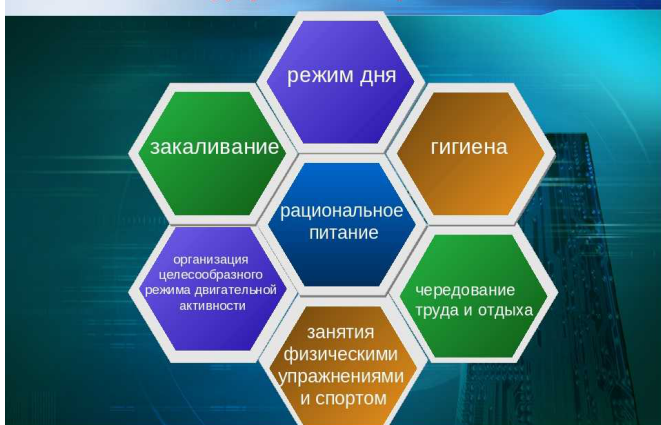 режим дня
закаливание
гигиена
рациональное
питание
организация
целесообразного
режима двигательной
активности
чередование
труда и отдыха
занятия
физическими
упражнениями
и спортом